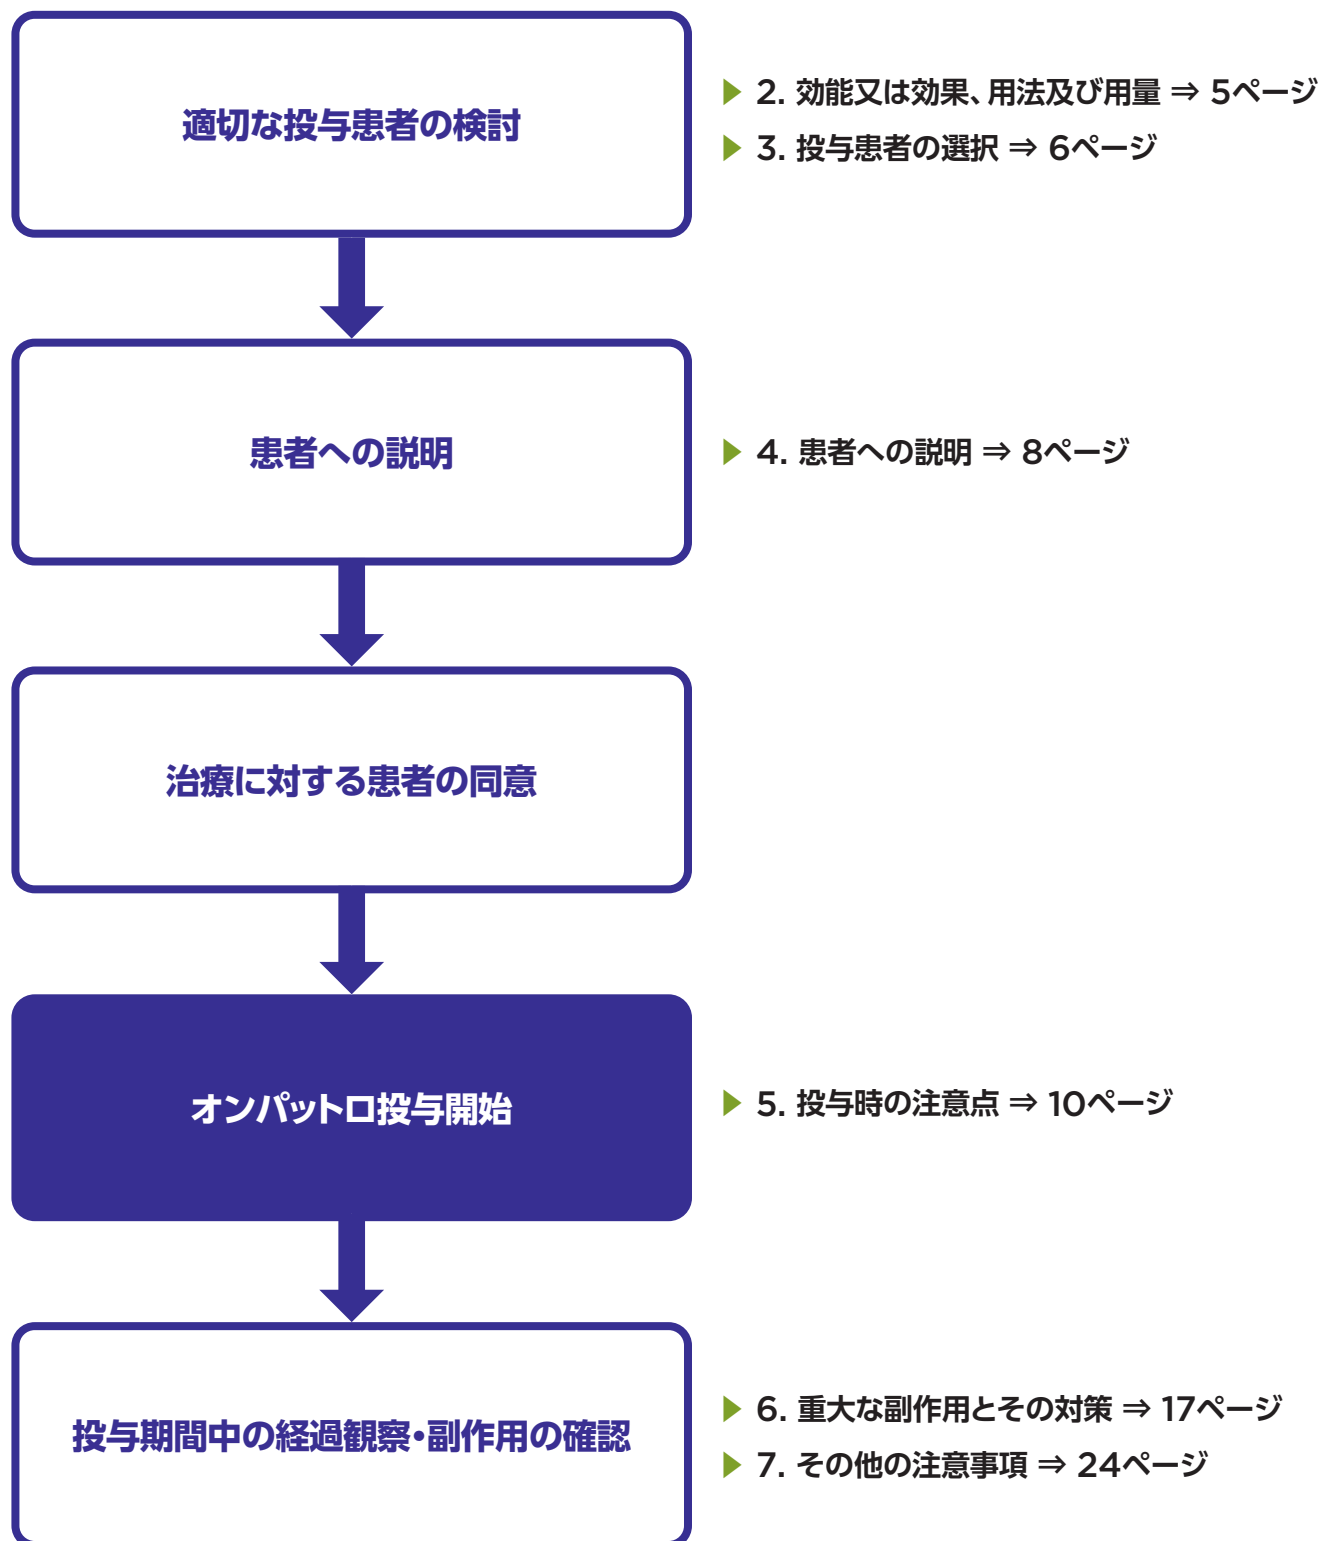 適切な投与患者の検討
▶ 2. 効能又は効果、用法及び用量 ⇒ 5ページ
▶ 3. 投与患者の選択 ⇒ 6ページ
患者への説明
▶ 4. 患者への説明 ⇒ 8ページ
治療に対する患者の同意
オンパットロ投与開始
▶ 5. 投与時の注意点 ⇒ 10ページ
投与期間中の経過観察・副作用の確認
▶ 6. 重大な副作用とその対策 ⇒ 17ページ
▶ 7. その他の注意事項 ⇒ 24ページ